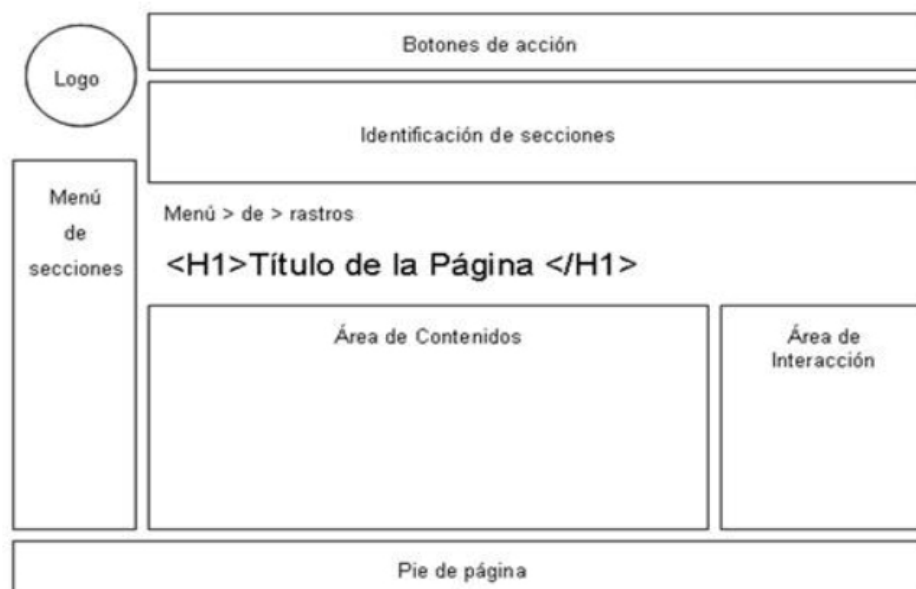 Botones de acción
Logo
Identificación de secciones
Menú
de
secciones
Menú > de > rastros
<H1>Título de la Página </H1>
Área de Contenidos
Área de
Interacción
Pie de página